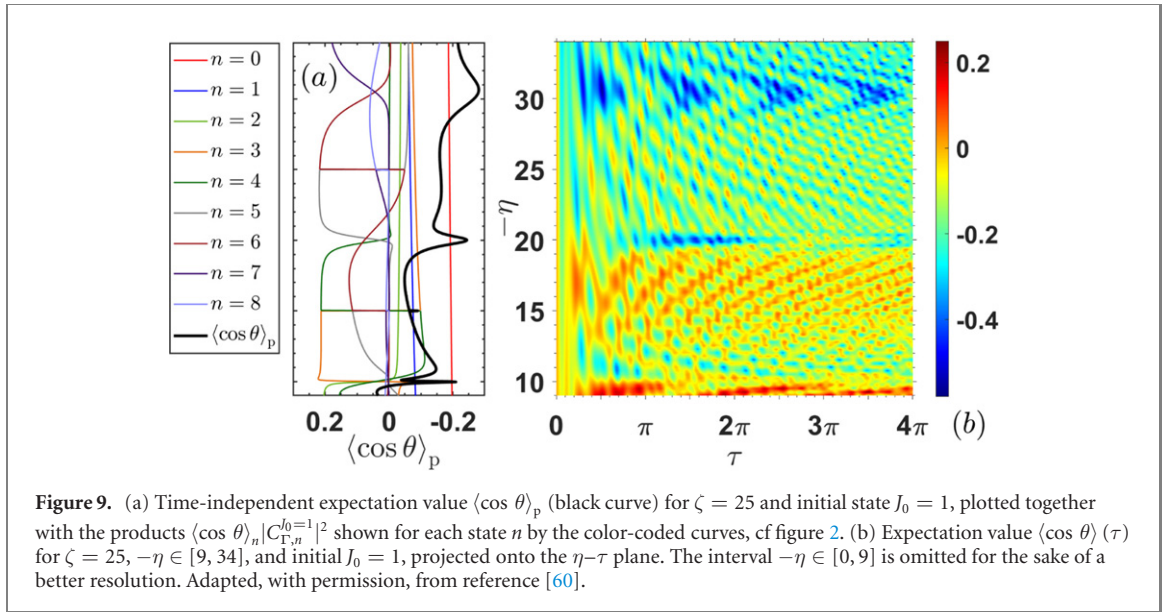 n = 0
n = 1
n = 2
n = 3
n = 4
n = 5
n = 6
n = 7
n = 8
⟨cos θ⟩p
(a)
0.2 0 -0.2
⟨cos θ⟩p
−η
30
25
20
15
10
0 π 2π 3π 4π
τ
0.2
0
-0.2
-0.4
(b)
Figure 9. (a) Time-independent expectation value ⟨cos θ⟩p (black curve) for ζ = 25 and initial state J₀ = 1, plotted together
with the products ⟨cos θ⟩n|C^{J₀=1}_{Γ,n}|² shown for each state n by the color-coded curves, cf figure 2. (b) Expectation value ⟨cos θ⟩ (τ)
for ζ = 25, −η ∈ [9, 34], and initial J₀ = 1, projected onto the η–τ plane. The interval −η ∈ [0, 9] is omitted for the sake of a
better resolution. Adapted, with permission, from reference [60].